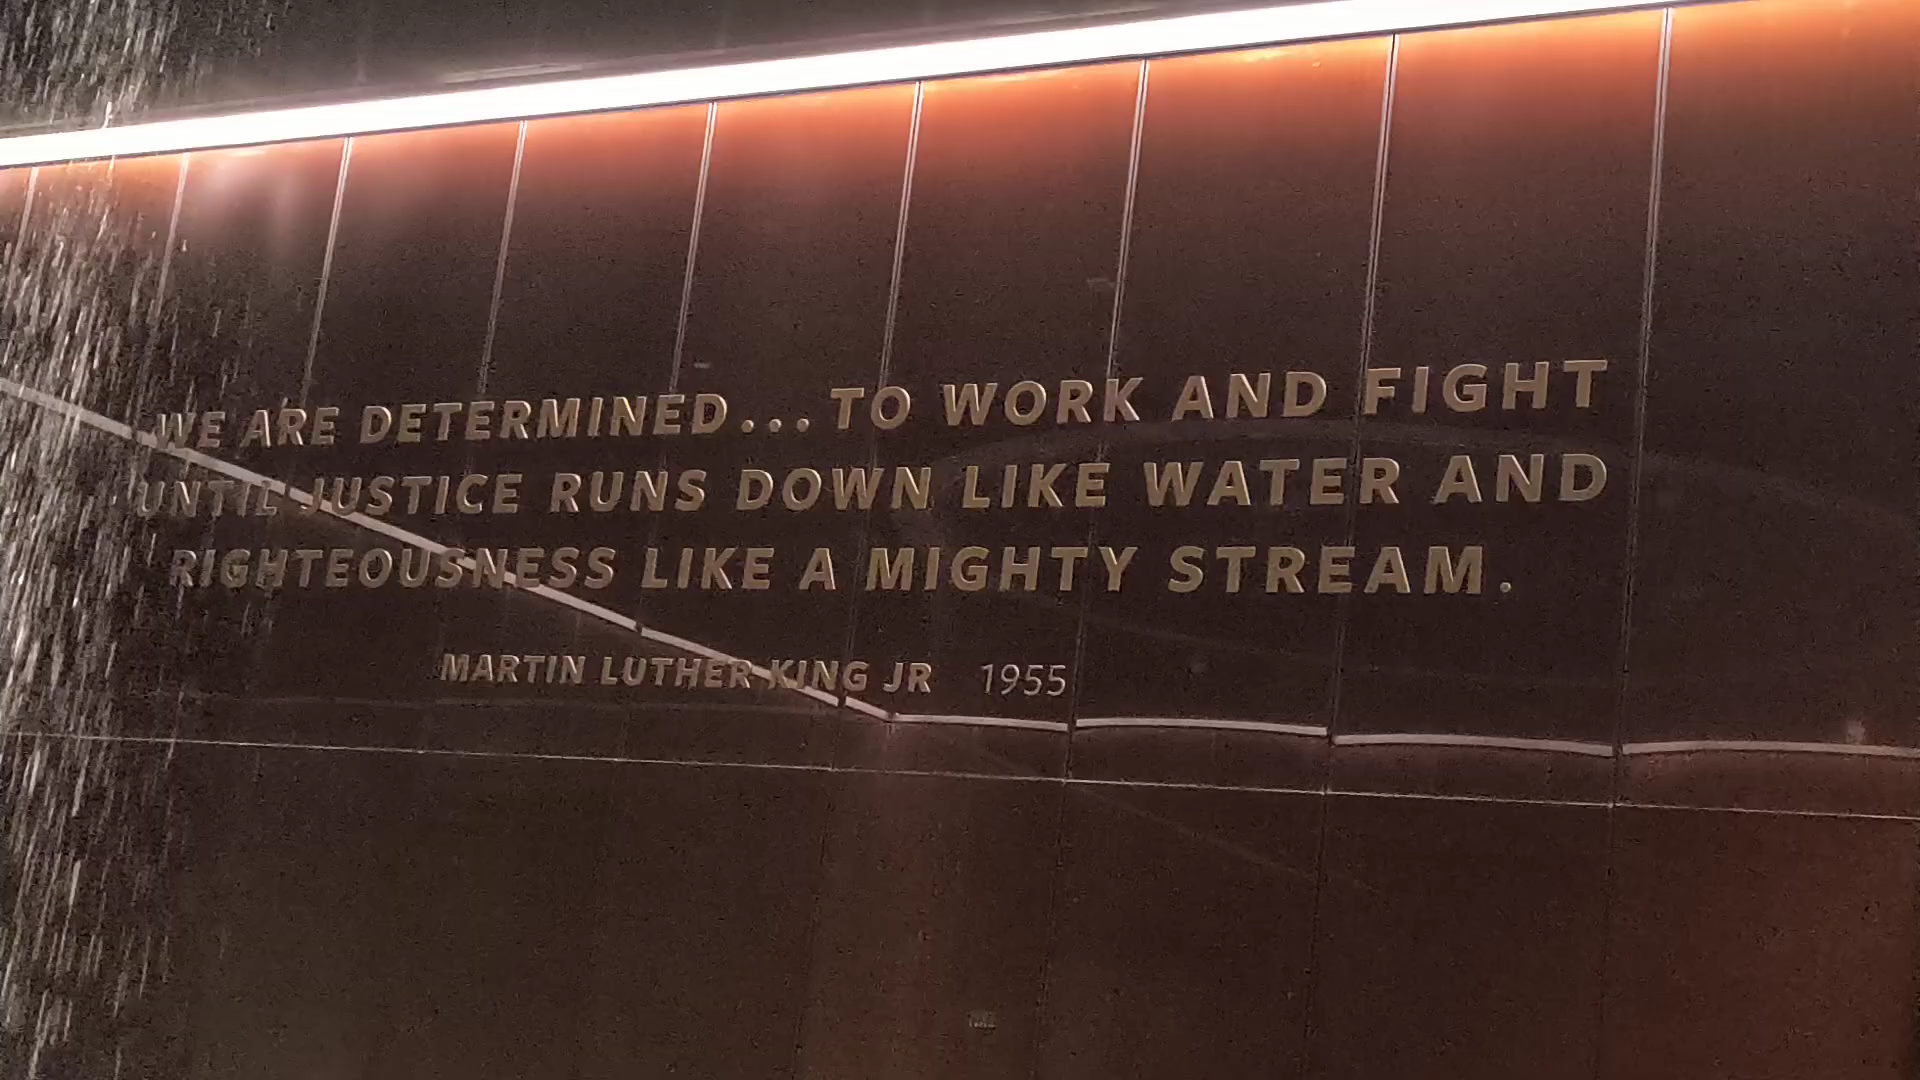 WE ARE DETERMINED... TO WORK AND FIGHT
UNTIL JUSTICE RUNS DOWN LIKE WATER AND
RIGHTEOUSNESS LIKE A MIGHTY STREAM.
MARTIN LUTHER KING JR 1955